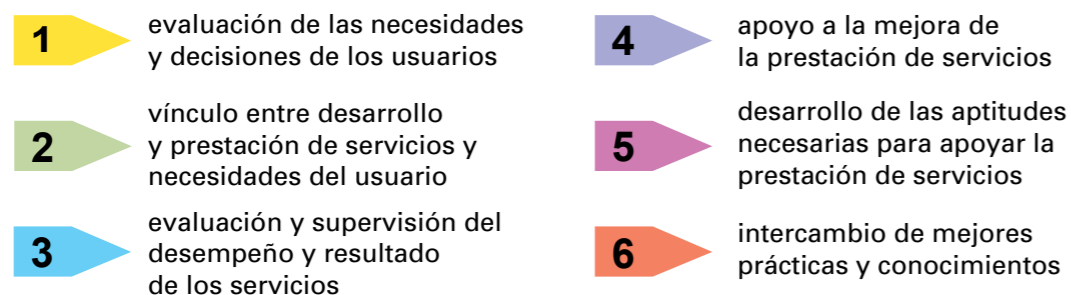 1
evaluación de las necesidades
y decisiones de los usuarios
2
vínculo entre desarrollo
y prestación de servicios y
necesidades del usuario
3
evaluación y supervisión del
desempeño y resultado
de los servicios
4
apoyo a la mejora de
la prestación de servicios
5
desarrollo de las aptitudes
necesarias para apoyar la
prestación de servicios
6
intercambio de mejores
prácticas y conocimientos